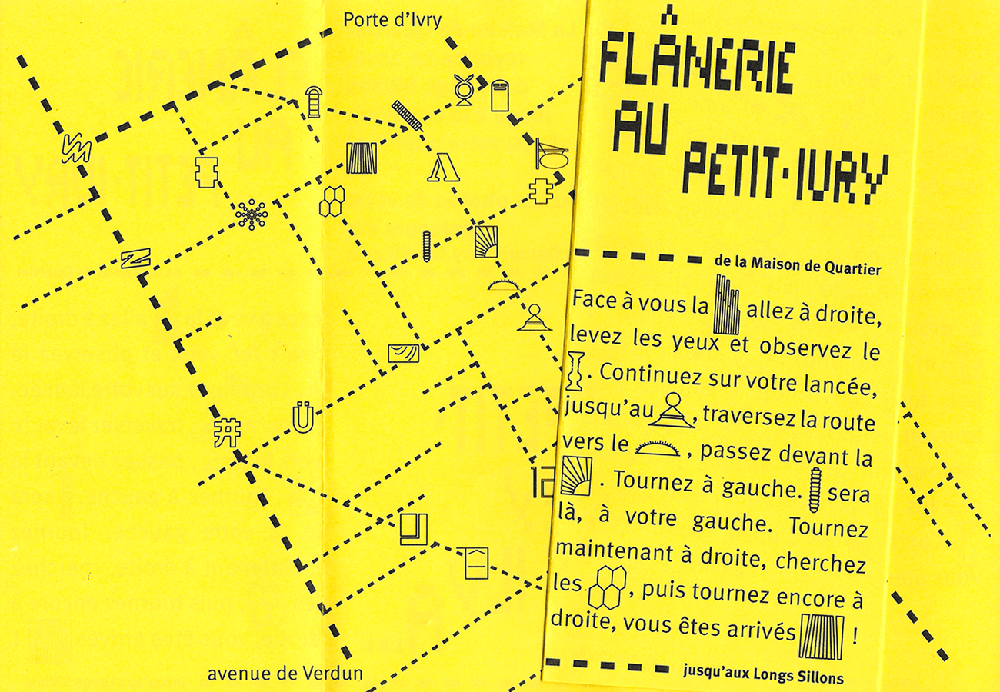 Porte d'Ivry
FLÂNERIE
AU
PETIT·IVRY
de la Maison de Quartier
Face à vous la allez à droite,
levez les yeux et observez le
. Continuez sur votre lancée,
jusqu'au , traversez la route
vers le , passez devant la
. Tournez à gauche. sera
là, à votre gauche. Tournez
maintenant à droite, cherchez
les , puis tournez encore à
droite, vous êtes arrivés !
jusqu'aux Longs Sillons
avenue de Verdun